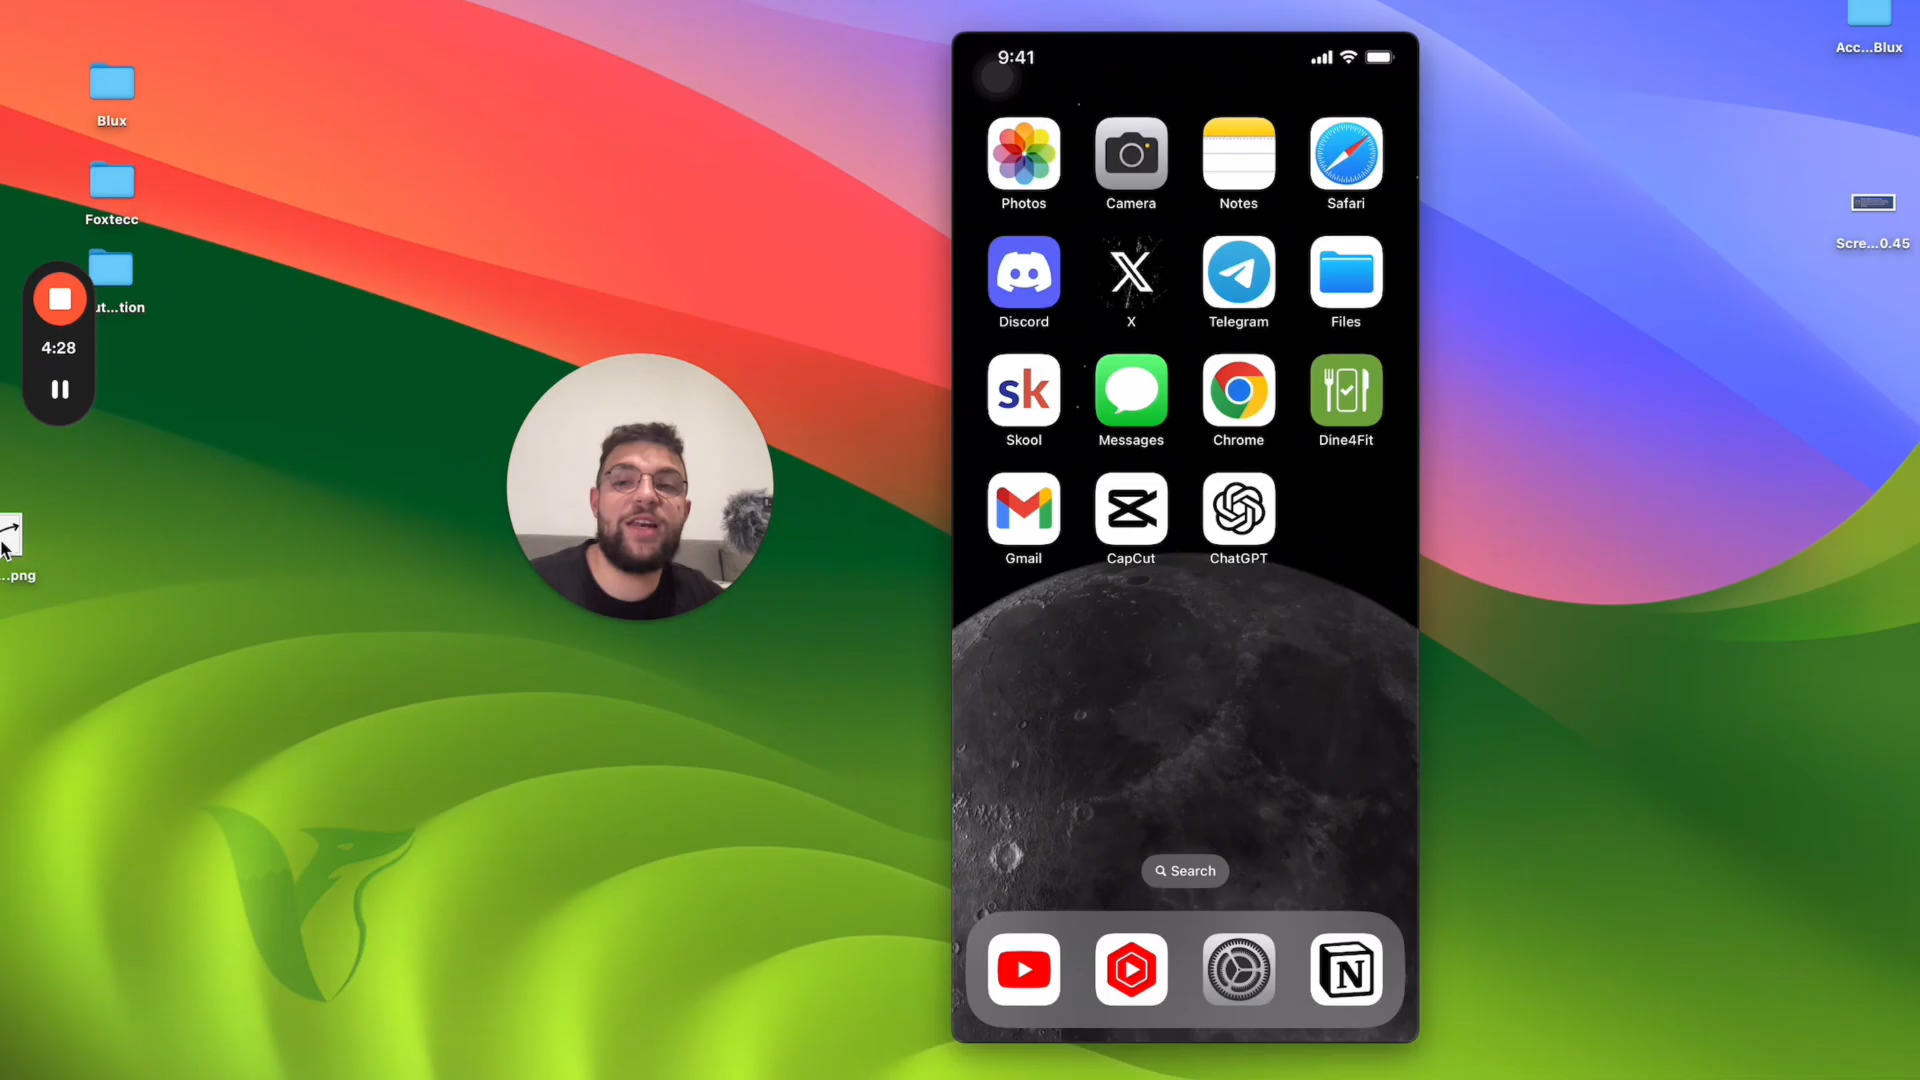 Blux
Foxtecc
ut...tion
4:28
...png
9:41
Photos
Camera
Notes
Safari
Discord
X
Telegram
Files
sk
Skool
Messages
Chrome
Dine4Fit
Gmail
CapCut
ChatGPT
Search
N
Acc...Blux
Scre...0.45